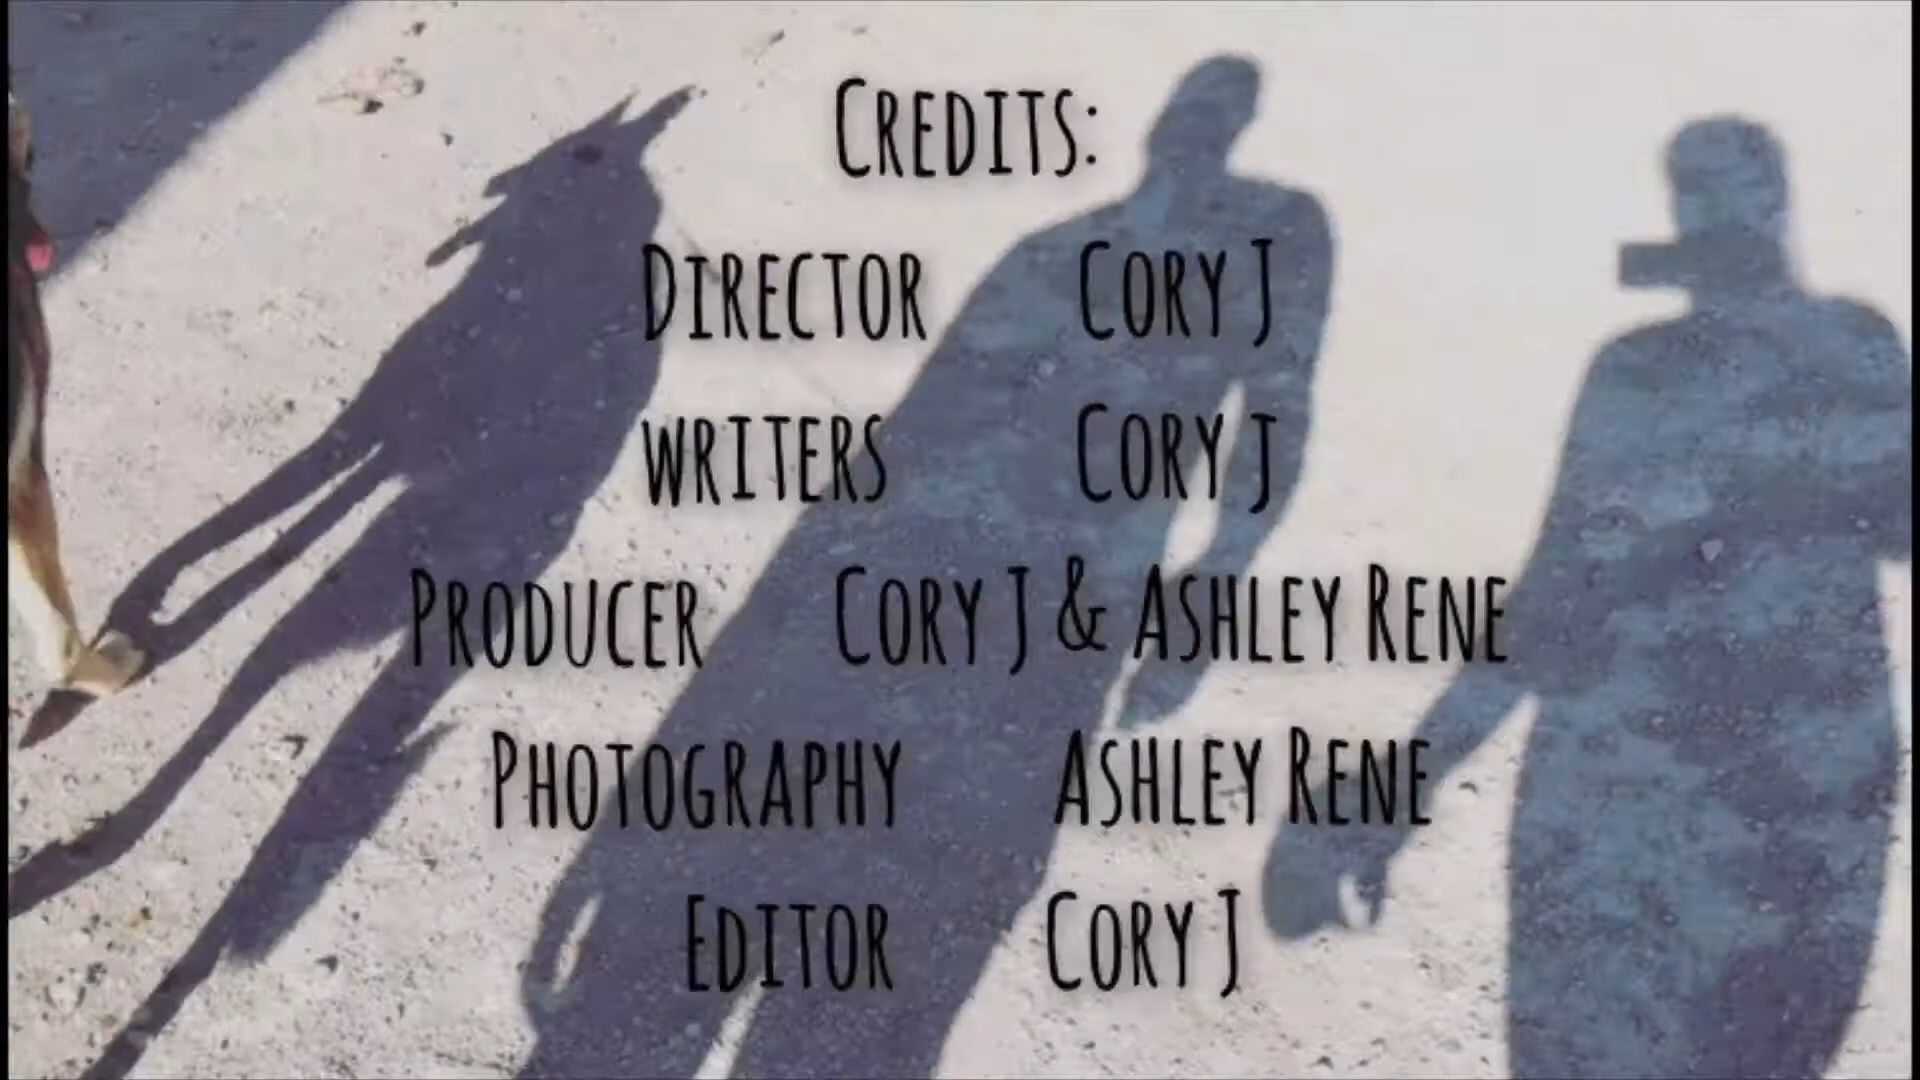 Credits:
Director Cory J
writers Cory J
Producer Cory J & Ashley Rene
Photography Ashley Rene
Editor Cory J